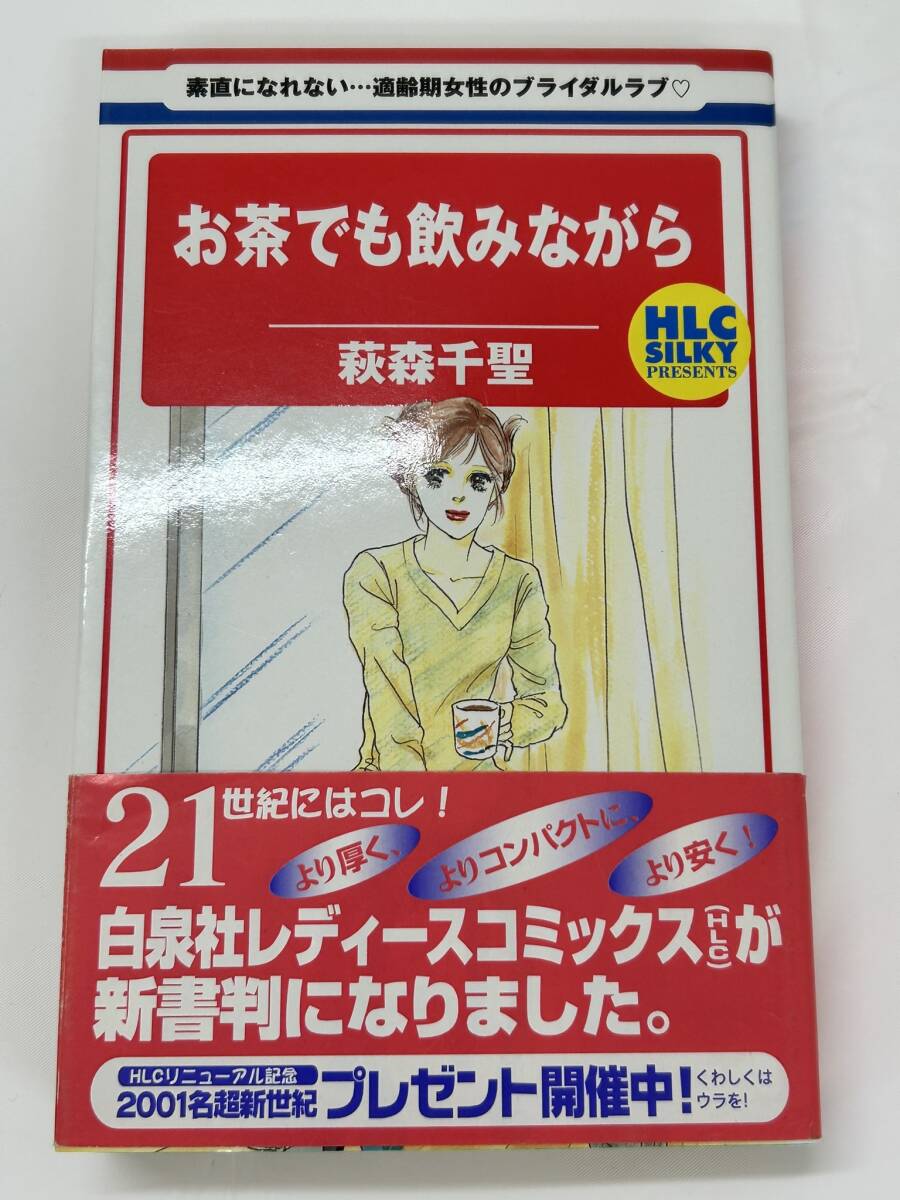 素直になれない…適齢期女性のブライダルラブ♡
お茶でも飲みながら
萩森千聖
HLC
SILKY
PRESENTS
21世紀にはコレ！
より厚く、
よりコンパクトに、
より安く！
白泉社レディースコミックス(HLC)が
新書判になりました。
HLCリニューアル記念
2001名超新世紀
プレゼント開催中！
くわしくは
ウラを！